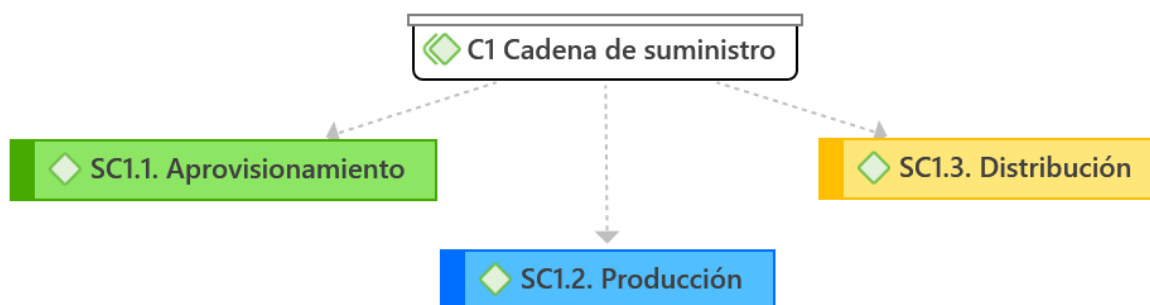 C1 Cadena de suministro
SC1.1. Aprovisionamiento
SC1.3. Distribución
SC1.2. Producción